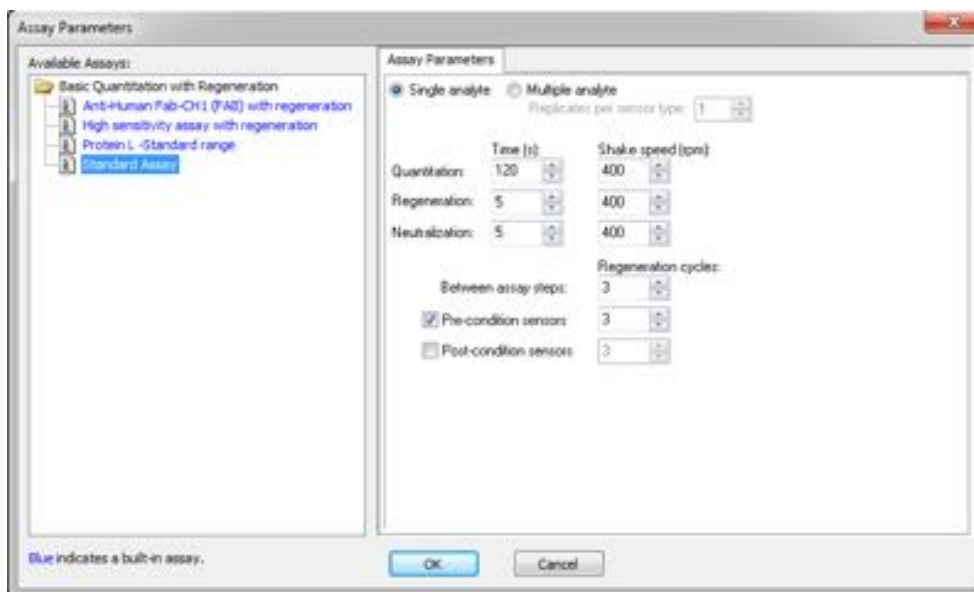 Assay Parameters
Available Assays:
Basic Quantitation with Regeneration
Anti-Human Fab-CH1 (FAB) with regeneration
High sensitivity assay with regeneration
Protein L -Standard range
Standard Assay
Blue indicates a built-in assay.
Assay Parameters
Single analyte Multiple analyte
Replicates per sensor type: 1
Time (s): Shake speed (rpm):
Quantitation: 120 400
Regeneration: 5 400
Neutralization: 5 400
Regeneration cycles:
Between assay steps: 3
Pre-condition sensors 3
Post-condition sensors 3
OK Cancel